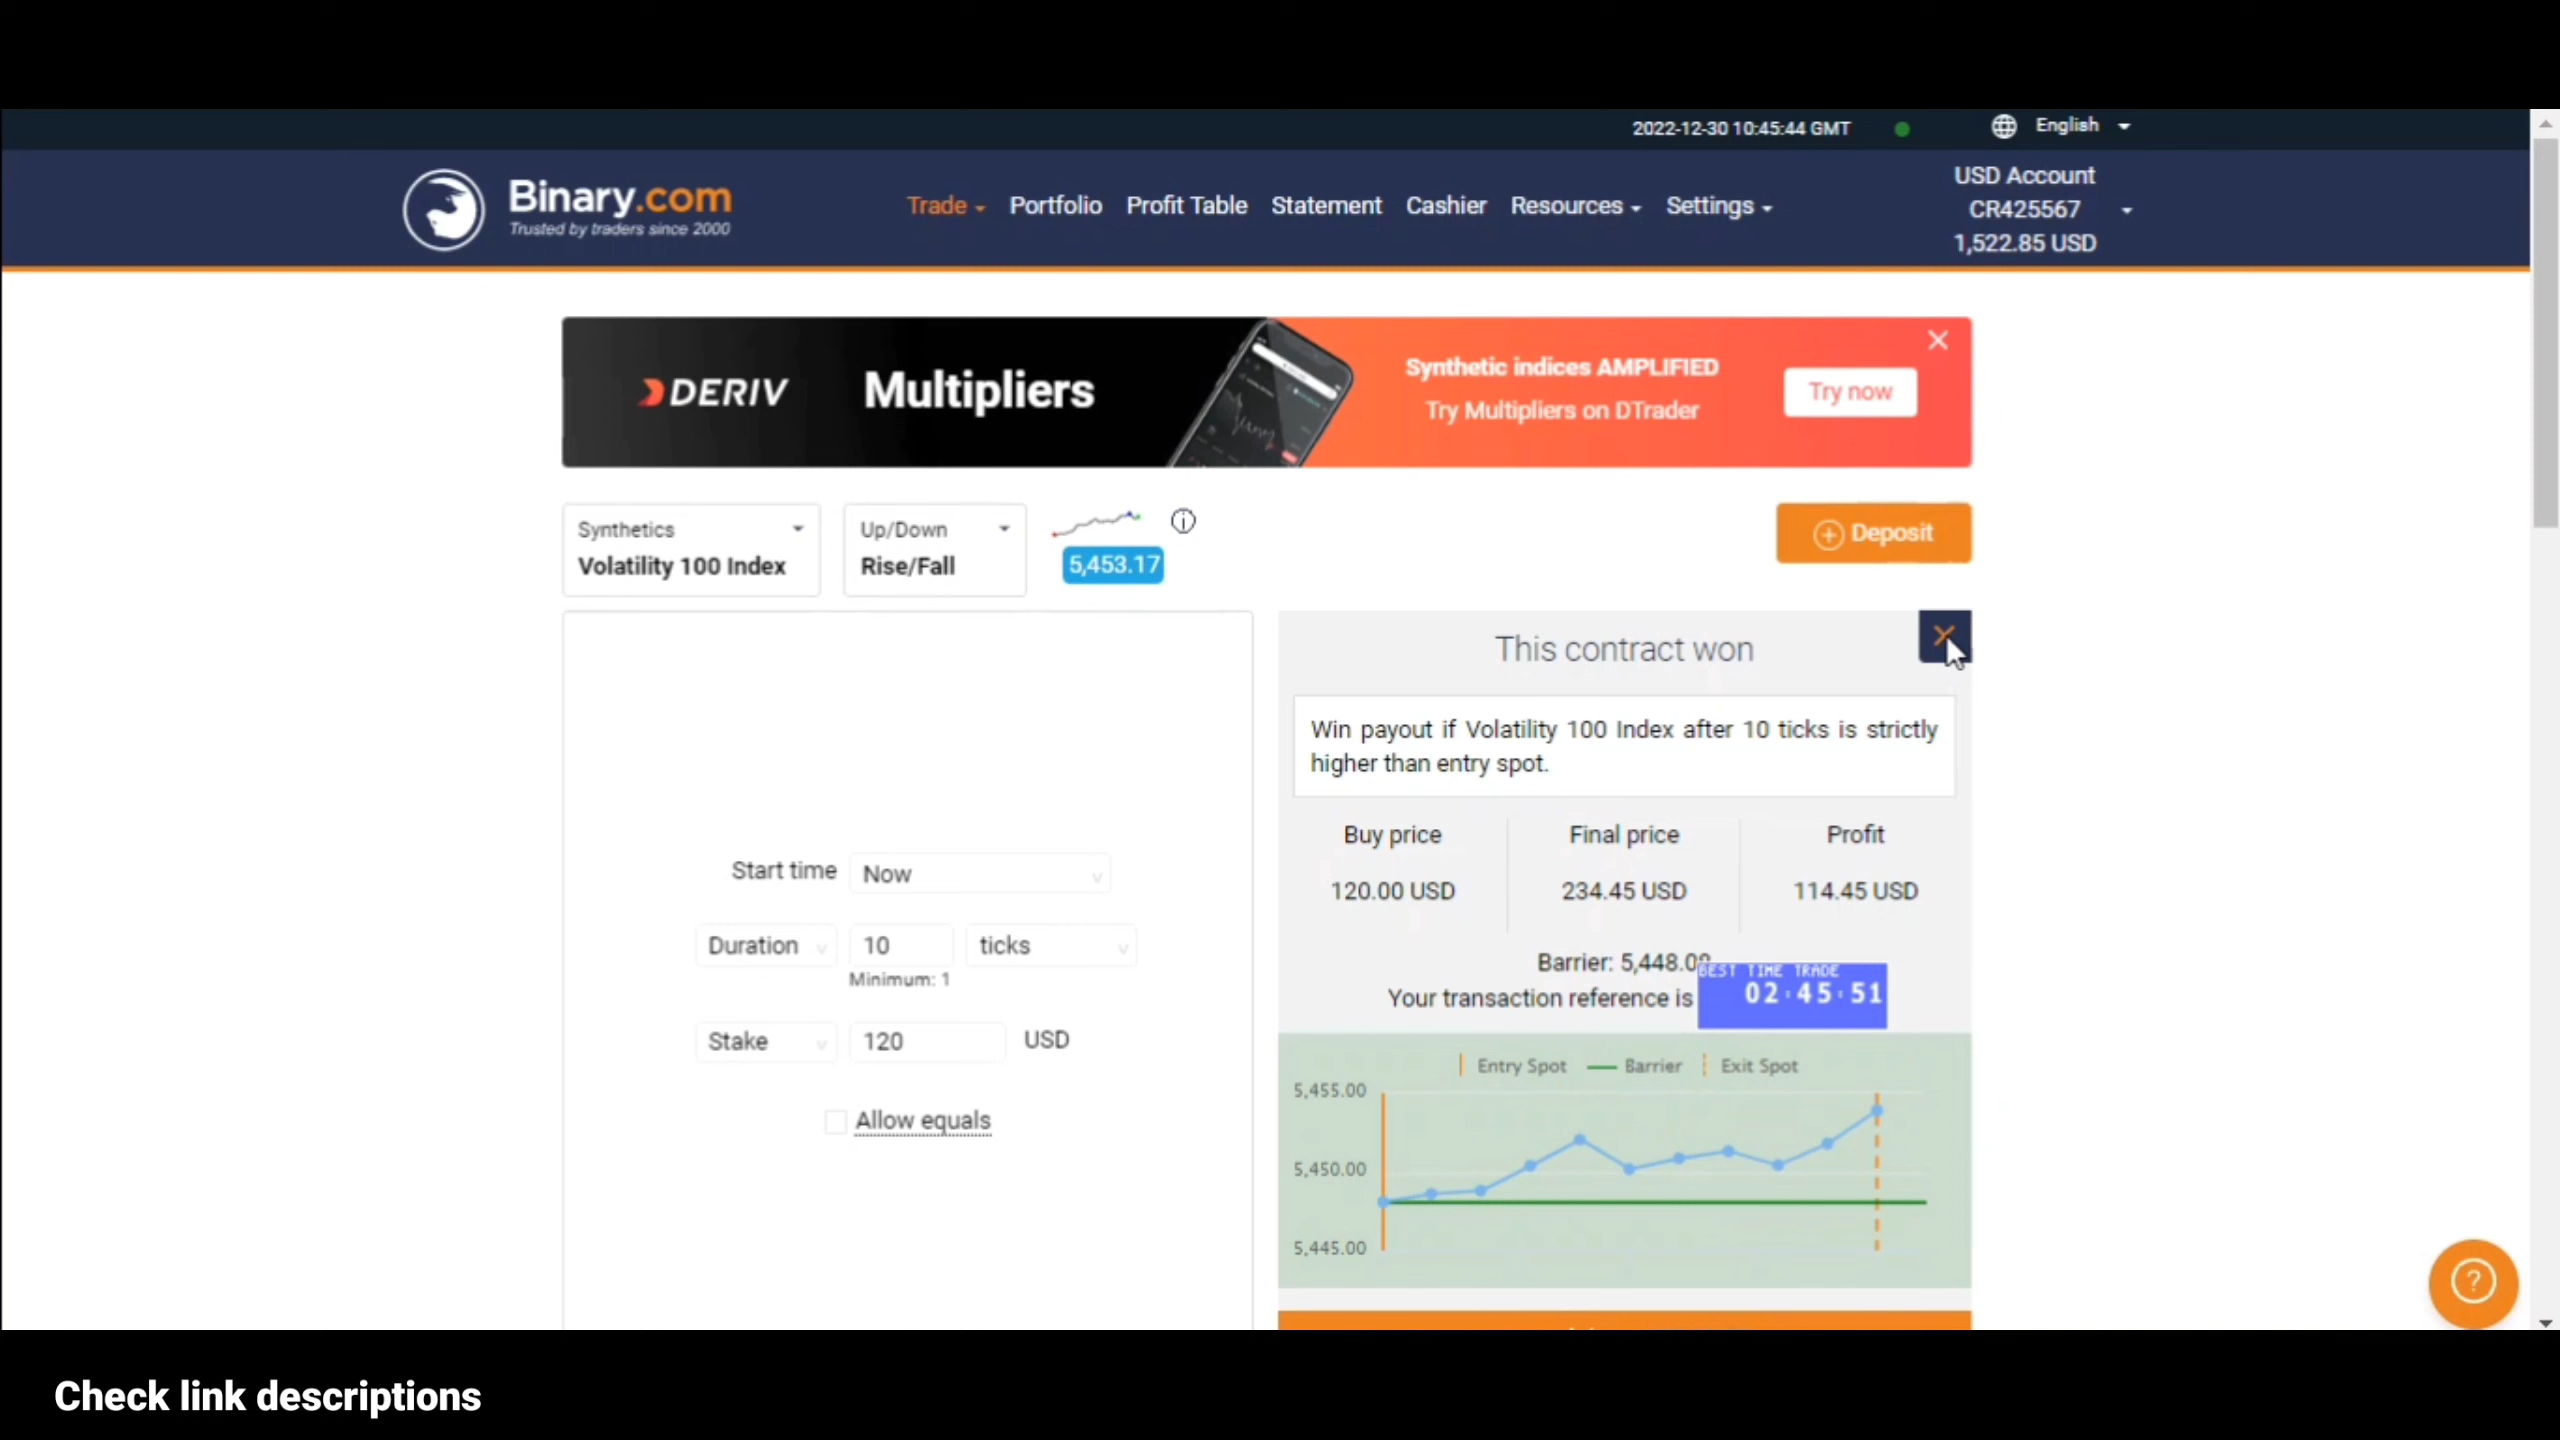 2022-12-30 10:45:44 GMT
English
Binary.com
Trusted by traders since 2000
Trade
Portfolio
Profit Table
Statement
Cashier
Resources
Settings
USD Account
CR425567
1,522.85 USD
DERIV
Multipliers
Synthetic indices AMPLIFIED
Try Multipliers on DTrader
Try now
Synthetics
Volatility 100 Index
Up/Down
Rise/Fall
5,453.17
Deposit
Start time Now
Duration 10 ticks
Minimum: 1
Stake 120 USD
Allow equals
This contract won
Win payout if Volatility 100 Index after 10 ticks is strictly
higher than entry spot.
Buy price Final price Profit
120.00 USD 234.45 USD 114.45 USD
Barrier: 5,448.0
Your transaction reference is
BEST TIME TRADE
02:45:51
Entry Spot Barrier Exit Spot
5,455.00
5,450.00
5,445.00
Check link descriptions